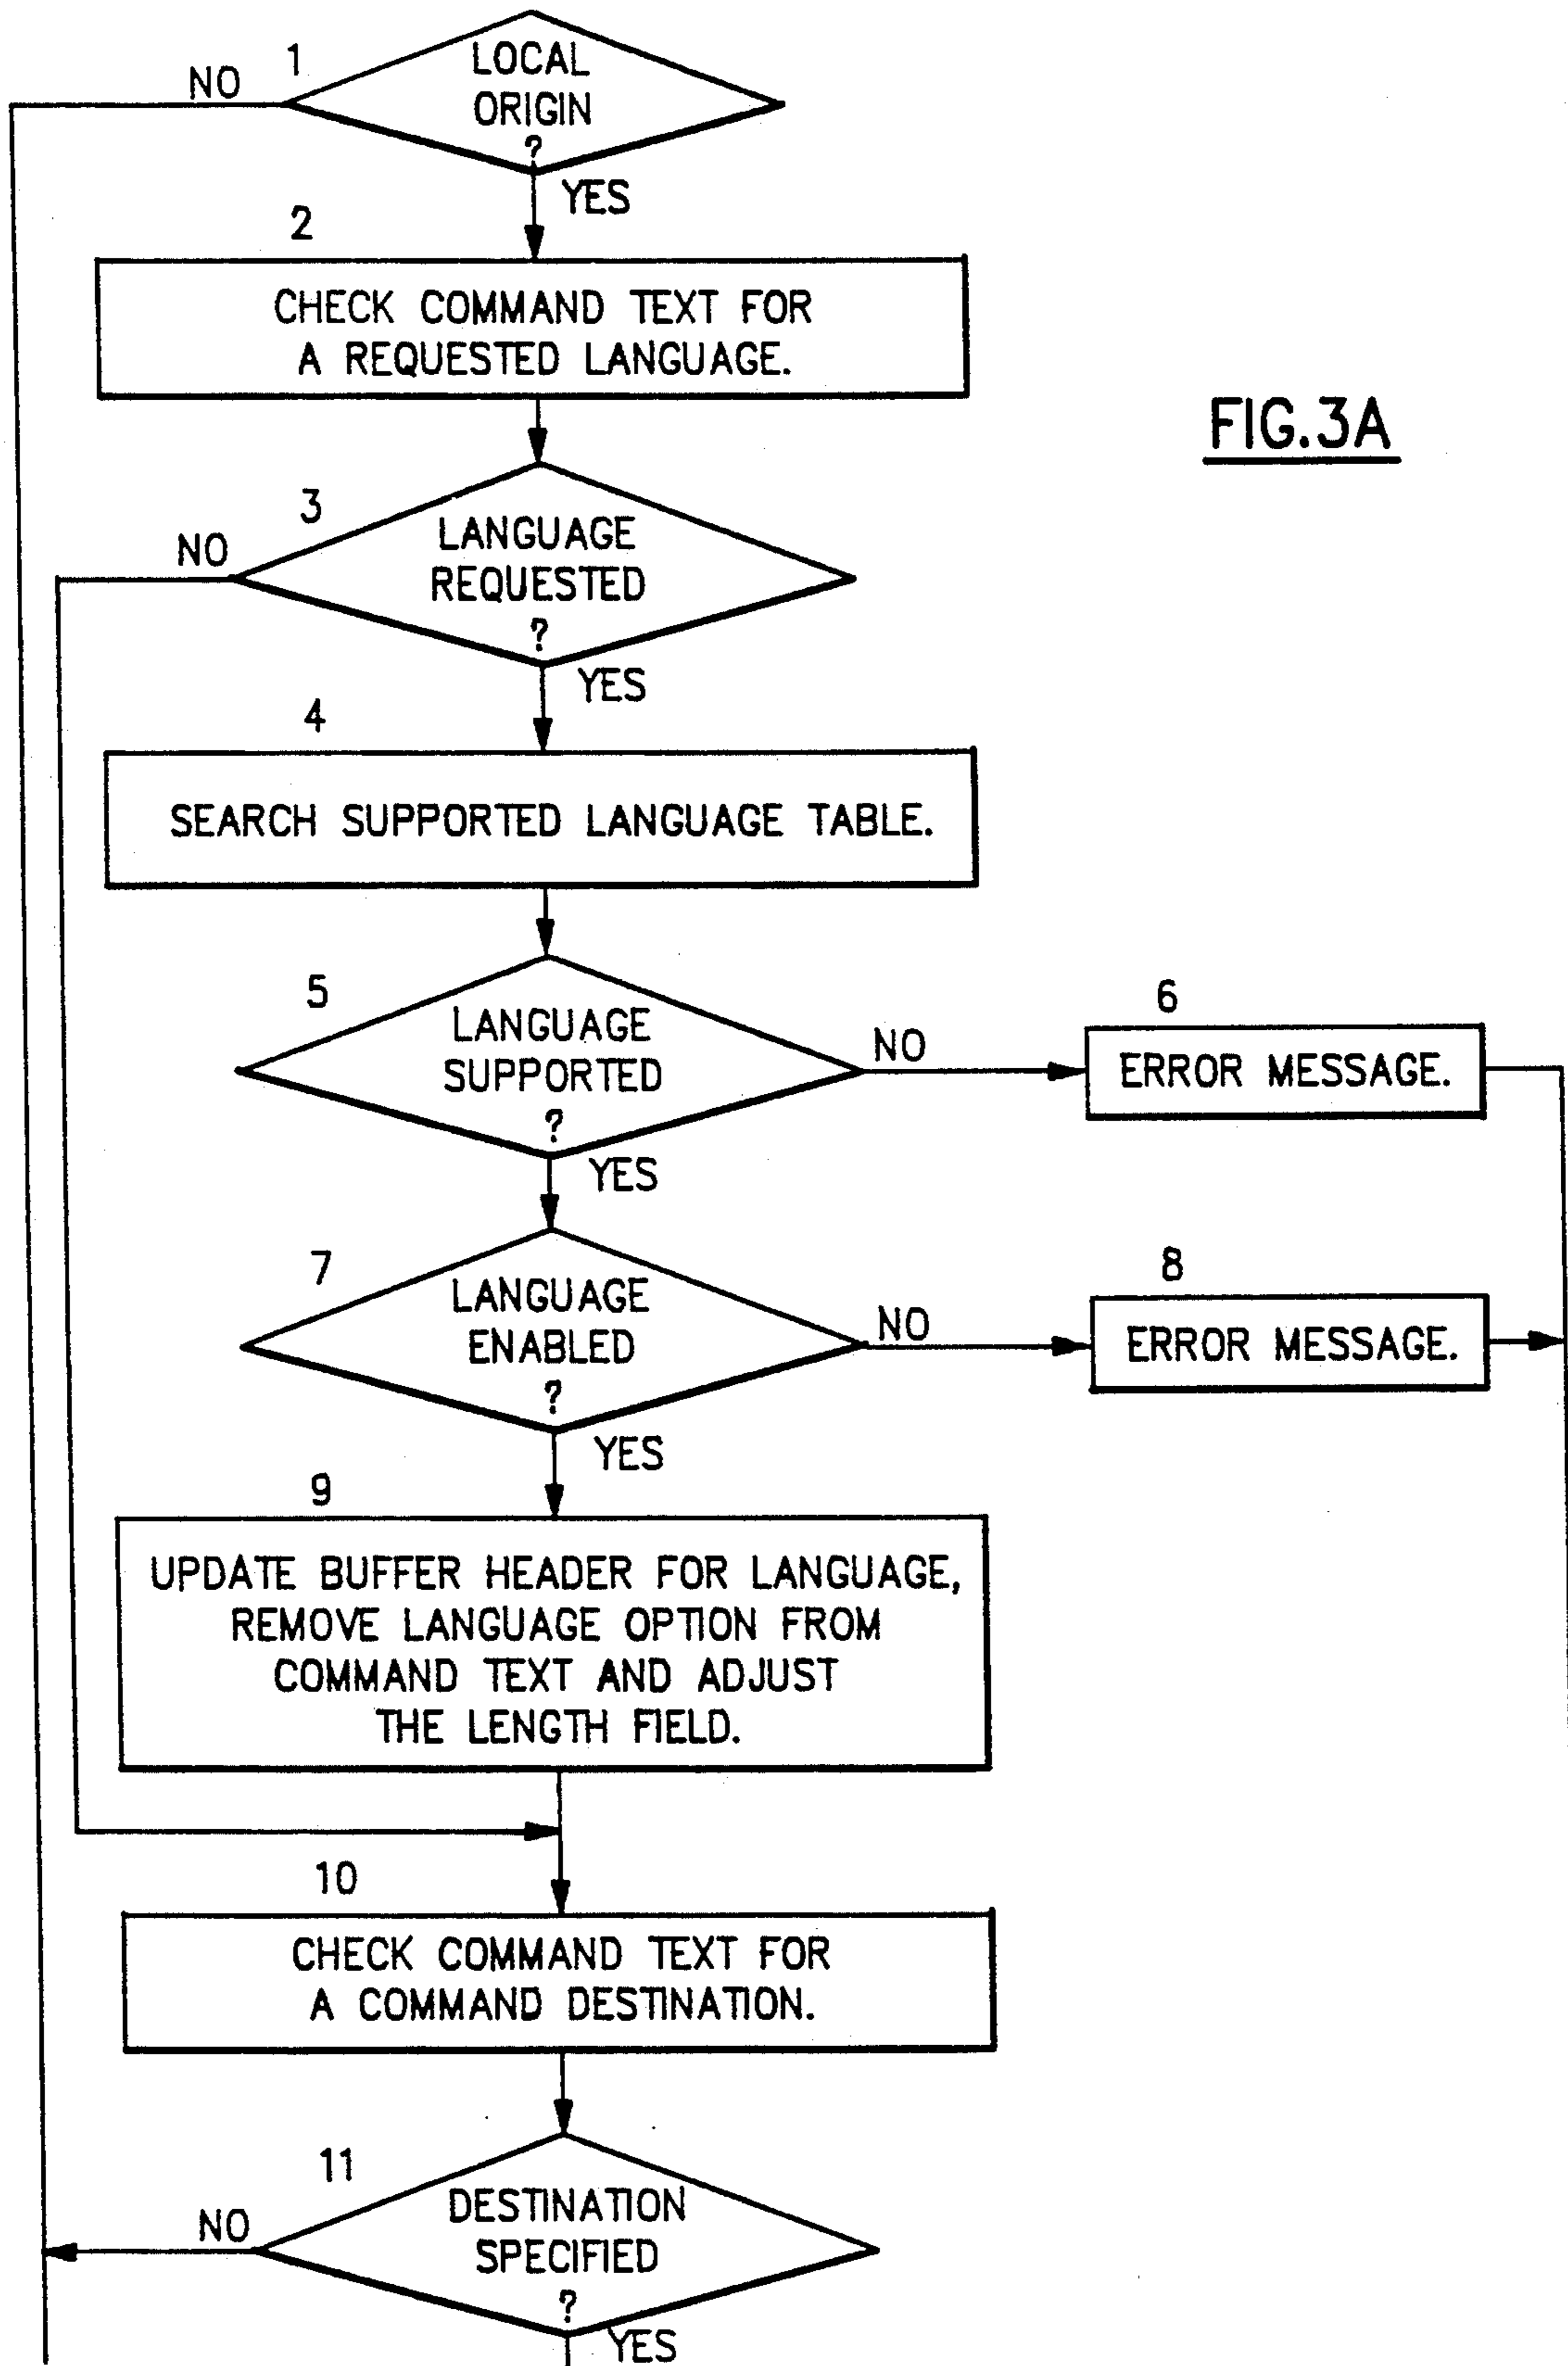 1
LOCAL
ORIGIN
?
NO
YES
2
CHECK COMMAND TEXT FOR
A REQUESTED LANGUAGE.
FIG.3A
3
LANGUAGE
REQUESTED
?
NO
YES
4
SEARCH SUPPORTED LANGUAGE TABLE.
5
LANGUAGE
SUPPORTED
?
NO
6
ERROR MESSAGE.
YES
7
LANGUAGE
ENABLED
?
NO
8
ERROR MESSAGE.
YES
9
UPDATE BUFFER HEADER FOR LANGUAGE,
REMOVE LANGUAGE OPTION FROM
COMMAND TEXT AND ADJUST
THE LENGTH FIELD.
10
CHECK COMMAND TEXT FOR
A COMMAND DESTINATION.
11
DESTINATION
SPECIFIED
?
NO
YES